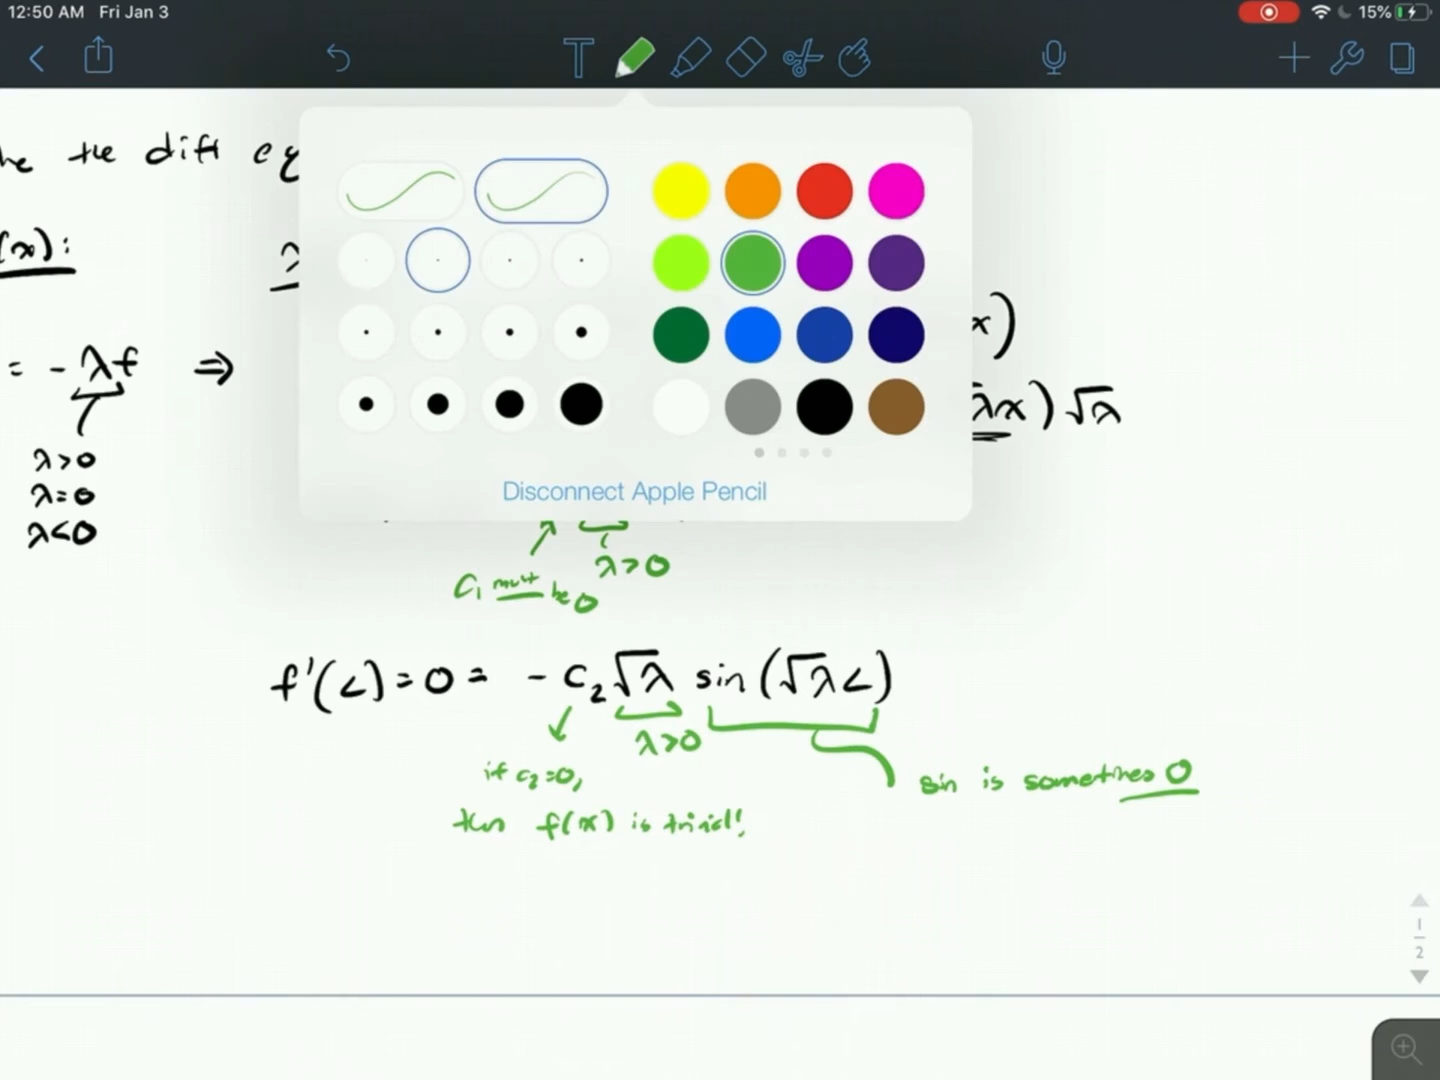 12:50 AM Fri Jan 3
15%
the diff eq
(x):
λ
= - λf ⇒
x)
λx)√λ
λ>0
λ=0
λ<0
Disconnect Apple Pencil
λ>0
C₁ must be 0
f'(L)=0= - C₂√λ sin(√λL)
λ>0
if c₂=0,
sin is sometimes 0
then f(x) is trivial!
1
2